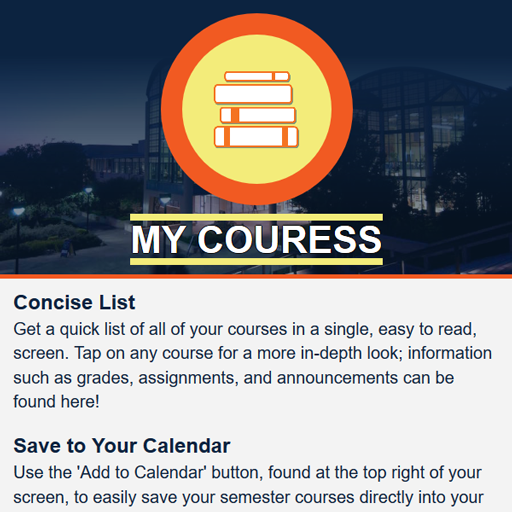 MY COURESS
Concise List
Get a quick list of all of your courses in a single, easy to read,
screen. Tap on any course for a more in-depth look; information
such as grades, assignments, and announcements can be
found here!
Save to Your Calendar
Use the 'Add to Calendar' button, found at the top right of your
screen, to easily save your semester courses directly into your